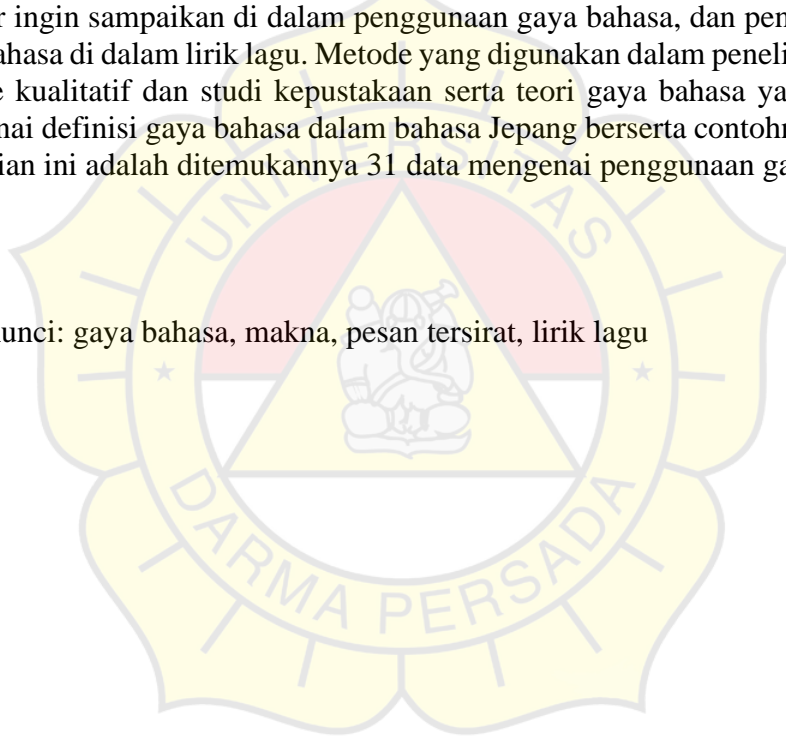 r ingin sampaikan di dalam penggunaan gaya bahasa, dan pen
ahasa di dalam lirik lagu. Metode yang digunakan dalam peneli
e kualitatif dan studi kepustakaan serta teori gaya bahasa ya
nai definisi gaya bahasa dalam bahasa Jepang berserta contohn
ian ini adalah ditemukannya 31 data mengenai penggunaan ga
unci: gaya bahasa, makna, pesan tersirat, lirik lagu
UNIVERSITAS
DARMA PERSADA